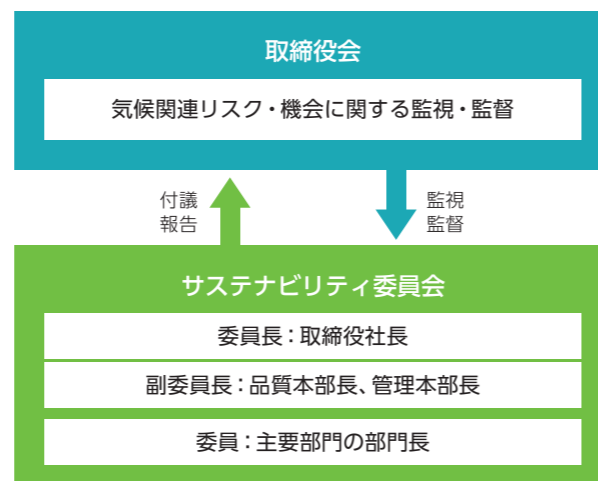 取締役会
気候関連リスク・機会に関する監視・監督
付議
報告
監視
監督
サステナビリティ委員会
委員長：取締役社長
副委員長：品質本部長、管理本部長
委員：主要部門の部門長